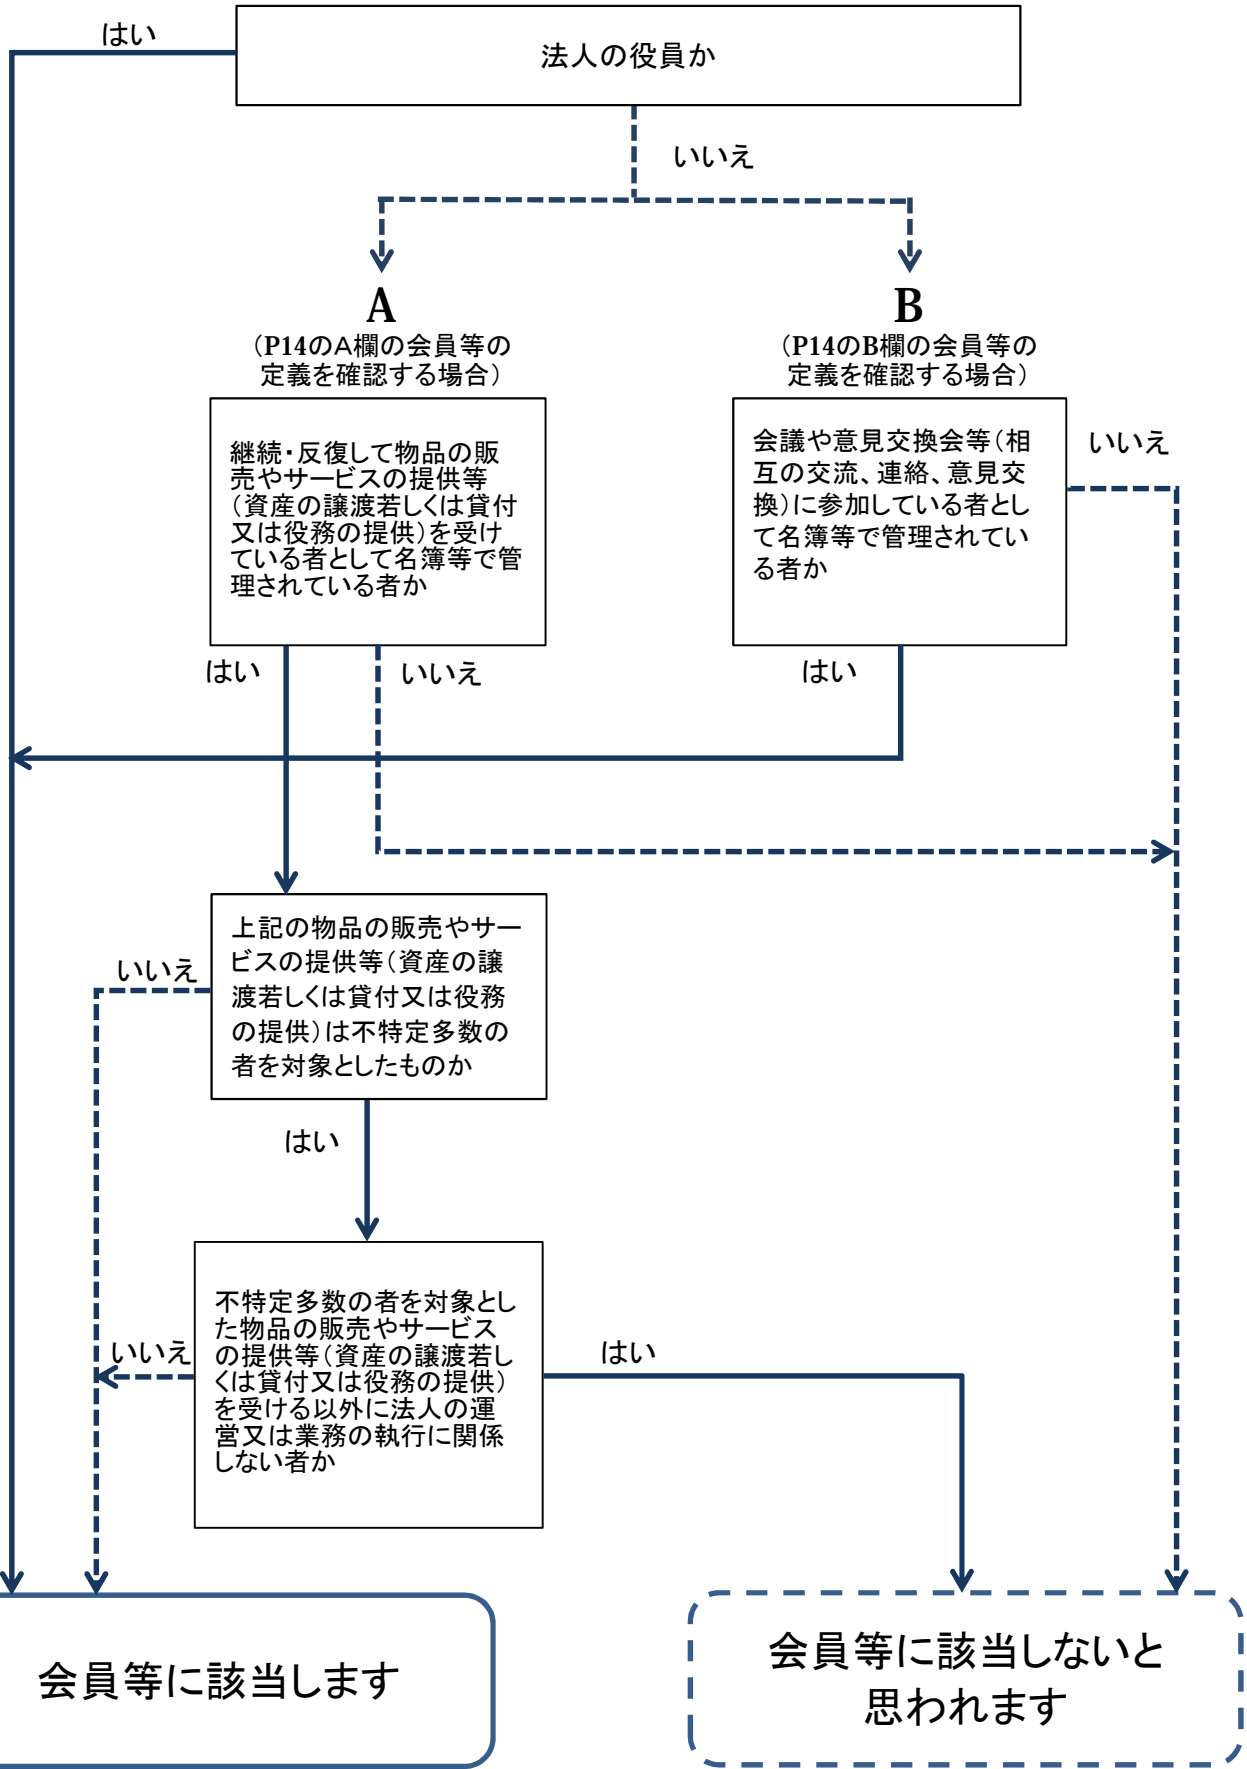 はい
法人の役員か
いいえ
A
（P14のA欄の会員等の
定義を確認する場合）
B
（P14のB欄の会員等の
定義を確認する場合）
継続・反復して物品の販
売やサービスの提供等
（資産の譲渡若しくは貸付
又は役務の提供）を受け
ている者として名簿等で管
理されている者か
会議や意見交換会等（相
互の交流、連絡、意見交
換）に参加している者とし
て名簿等で管理されてい
る者か
いいえ
はい
いいえ
はい
上記の物品の販売やサー
ビスの提供等（資産の譲
渡若しくは貸付又は役務
の提供）は不特定多数の
者を対象としたものか
いいえ
はい
不特定多数の者を対象とし
た物品の販売やサービス
の提供等（資産の譲渡若し
くは貸付又は役務の提供）
を受ける以外に法人の運
営又は業務の執行に関係
しない者か
いいえ
はい
会員等に該当します
会員等に該当しないと
思われます